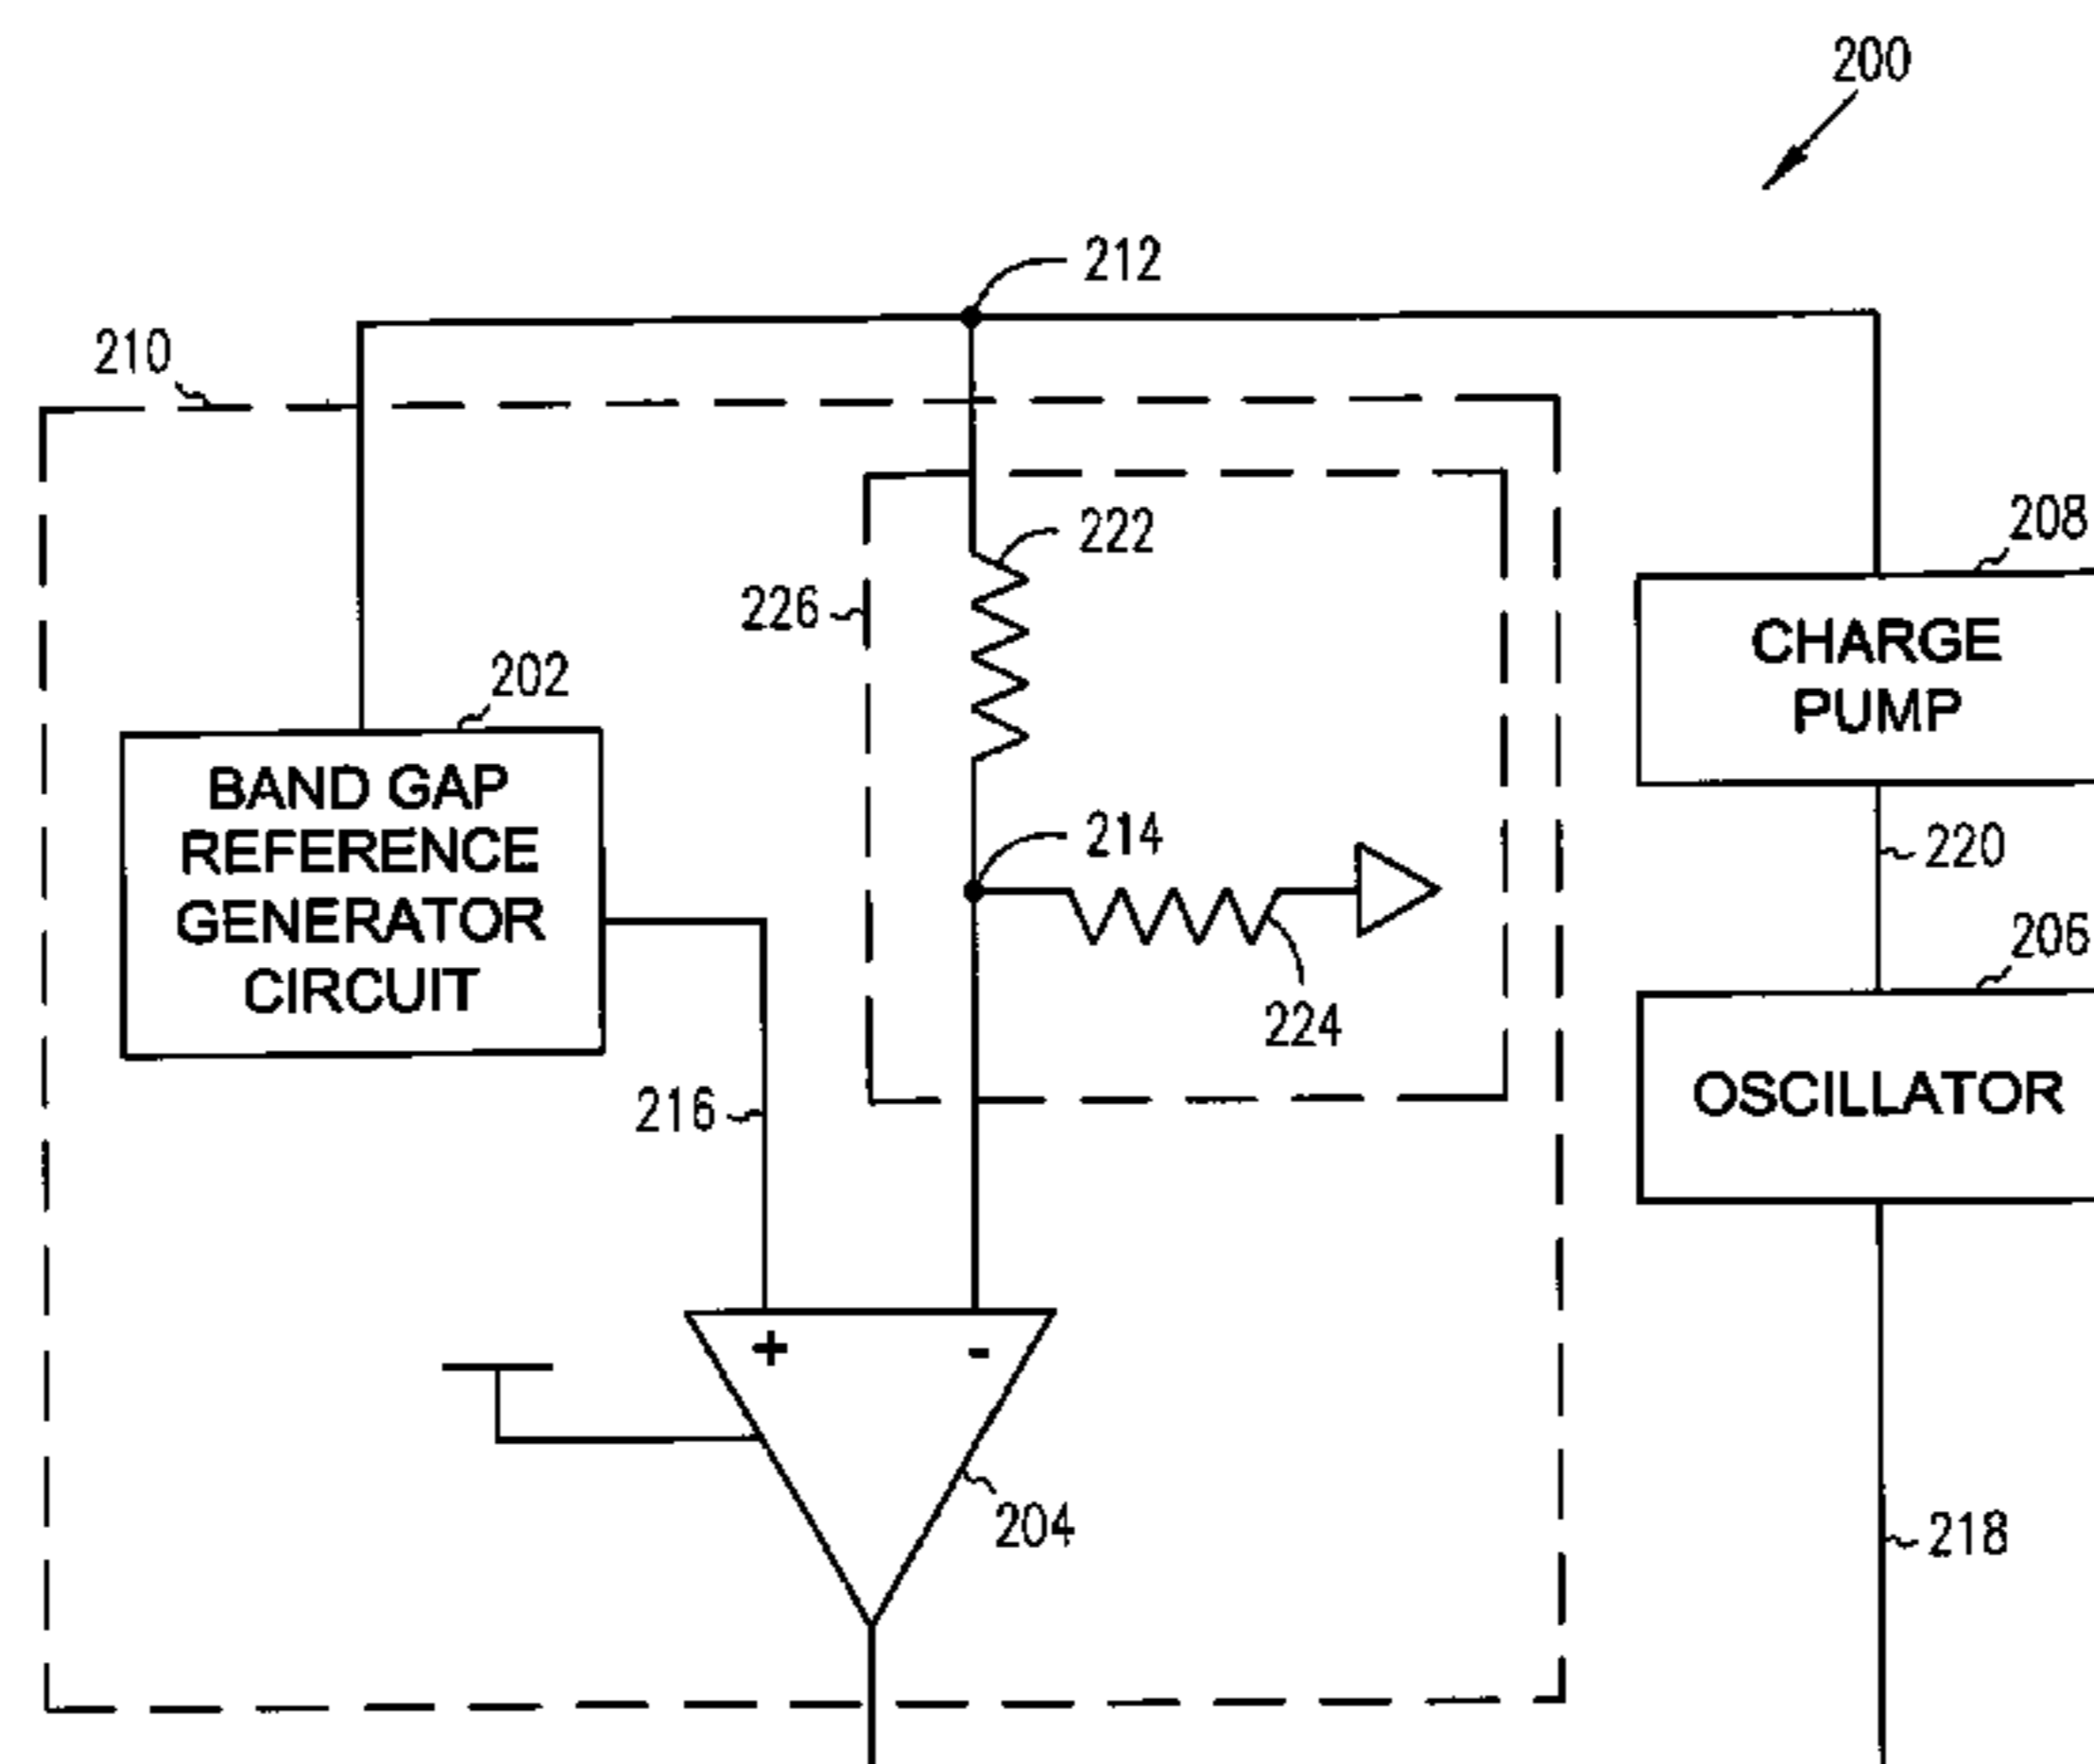 200
212
210
222
208
226
CHARGE
PUMP
202
BAND GAP
REFERENCE
GENERATOR
CIRCUIT
214
220
206
224
OSCILLATOR
216
+ -
204
218